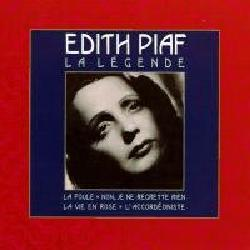 EDITH PIAF
LA LÉGENDE
LA FOULE • NON, JE NE REGRETTE RIEN
LA VIE EN ROSE • L'ACCORDÉONISTE